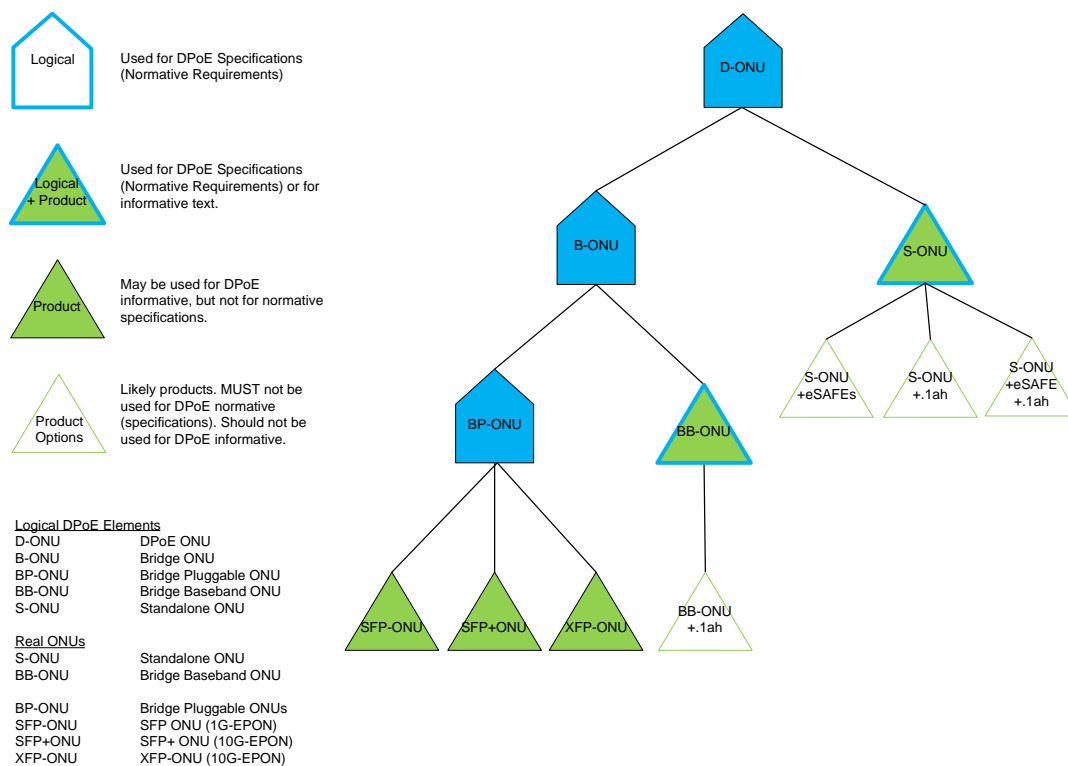 Logical
Used for DPoE Specifications
(Normative Requirements)
Logical
+ Product
Used for DPoE Specifications
(Normative Requirements) or for
informative text.
Product
May be used for DPoE
informative, but not for normative
specifications.
Product
Options
Likely products. MUST not be
used for DPoE normative
(specifications). Should not be
used for DPoE informative.
D-ONU
B-ONU
S-ONU
BP-ONU
BB-ONU
S-ONU
+eSAFEs
S-ONU
+.1ah
S-ONU
+eSAFE
+.1ah
SFP-ONU
SFP+ONU
XFP-ONU
BB-ONU
+.1ah
Logical DPoE Elements
D-ONU DPoE ONU
B-ONU Bridge ONU
BP-ONU Bridge Pluggable ONU
BB-ONU Bridge Baseband ONU
S-ONU Standalone ONU
Real ONUs
S-ONU Standalone ONU
BB-ONU Bridge Baseband ONU
BP-ONU Bridge Pluggable ONUs
SFP-ONU SFP ONU (1G-EPON)
SFP+ONU SFP+ ONU (10G-EPON)
XFP-ONU XFP-ONU (10G-EPON)